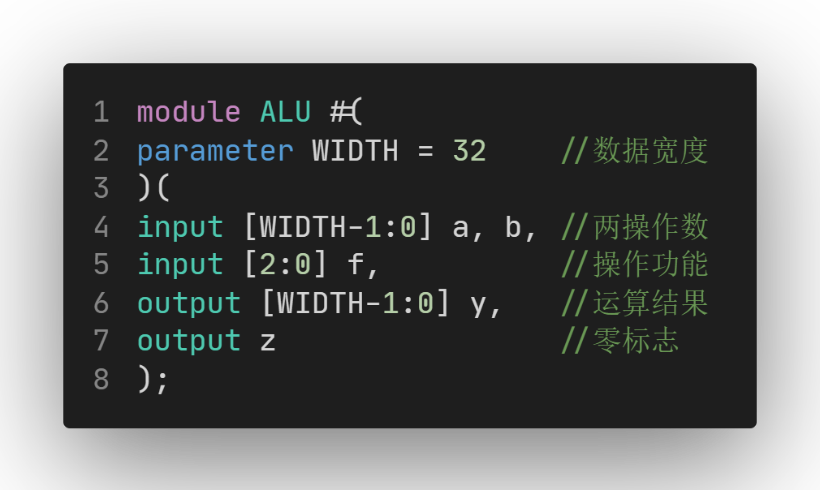 1 module ALU #(
2 parameter WIDTH = 32 //数据宽度
3 )(
4 input [WIDTH-1:0] a, b, //两操作数
5 input [2:0] f, //操作功能
6 output [WIDTH-1:0] y, //运算结果
7 output z //零标志
8 );